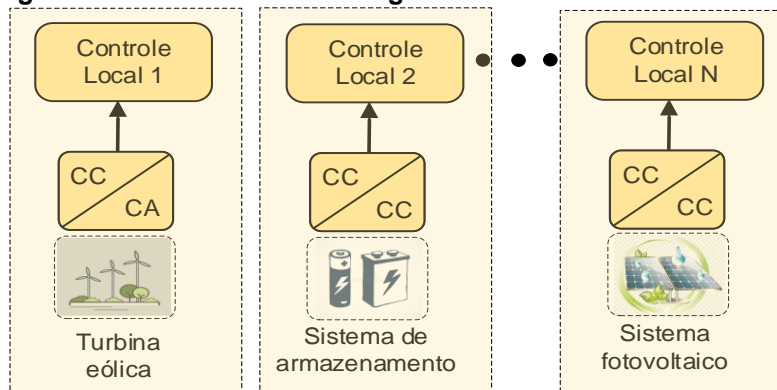 Controle
Local 1
Controle
Local 2
Controle
Local N
CC
CA
CC
CC
CC
CC
Turbina
eólica
Sistema de
armazenamento
Sistema
fotovoltaico